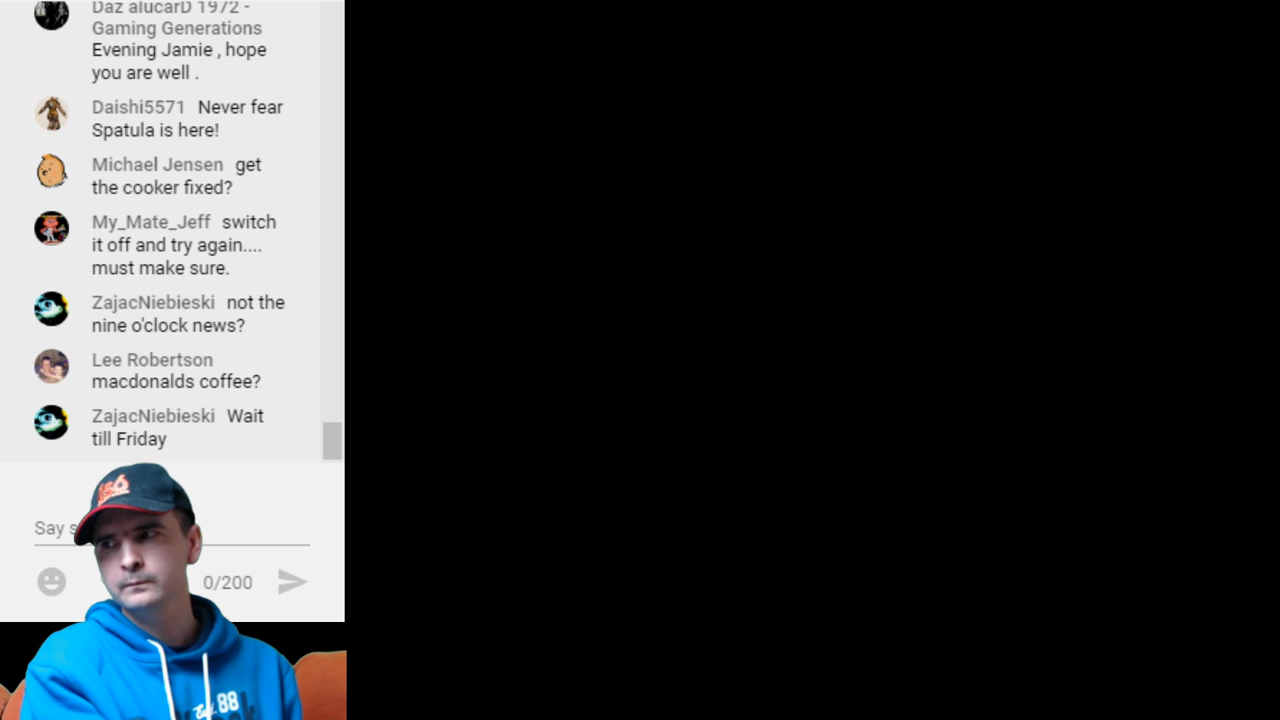 Daz alucarD 1972 -
Gaming Generations
Evening Jamie , hope
you are well .
Daishi5571 Never fear
Spatula is here!
Michael Jensen get
the cooker fixed?
My_Mate_Jeff switch
it off and try again....
must make sure.
ZajacNiebieski not the
nine o'clock news?
Lee Robertson
macdonalds coffee?
ZajacNiebieski Wait
till Friday
Say
0/200
88